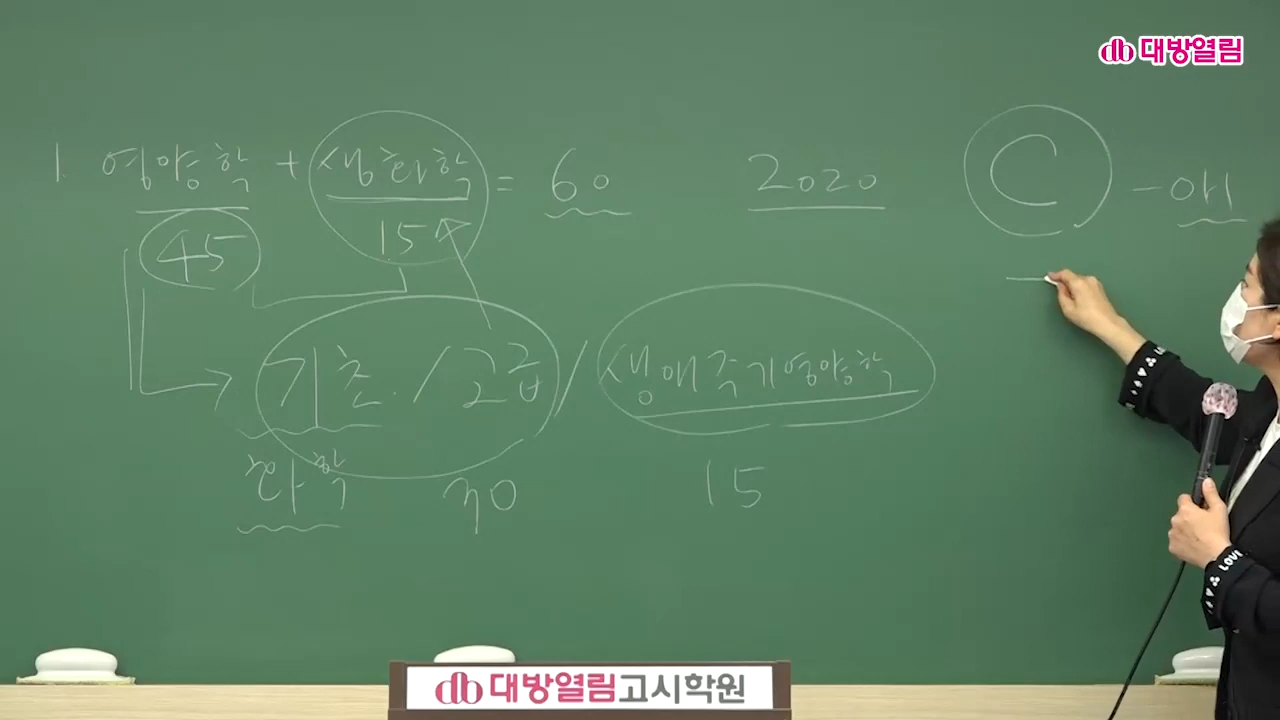 대방열림
1. 영양학 + 생화학 = 60
2020
C
45
15
기초 / 고급 / 생애주기영양학
화학
30
15
LOVE
대방열림고시학원